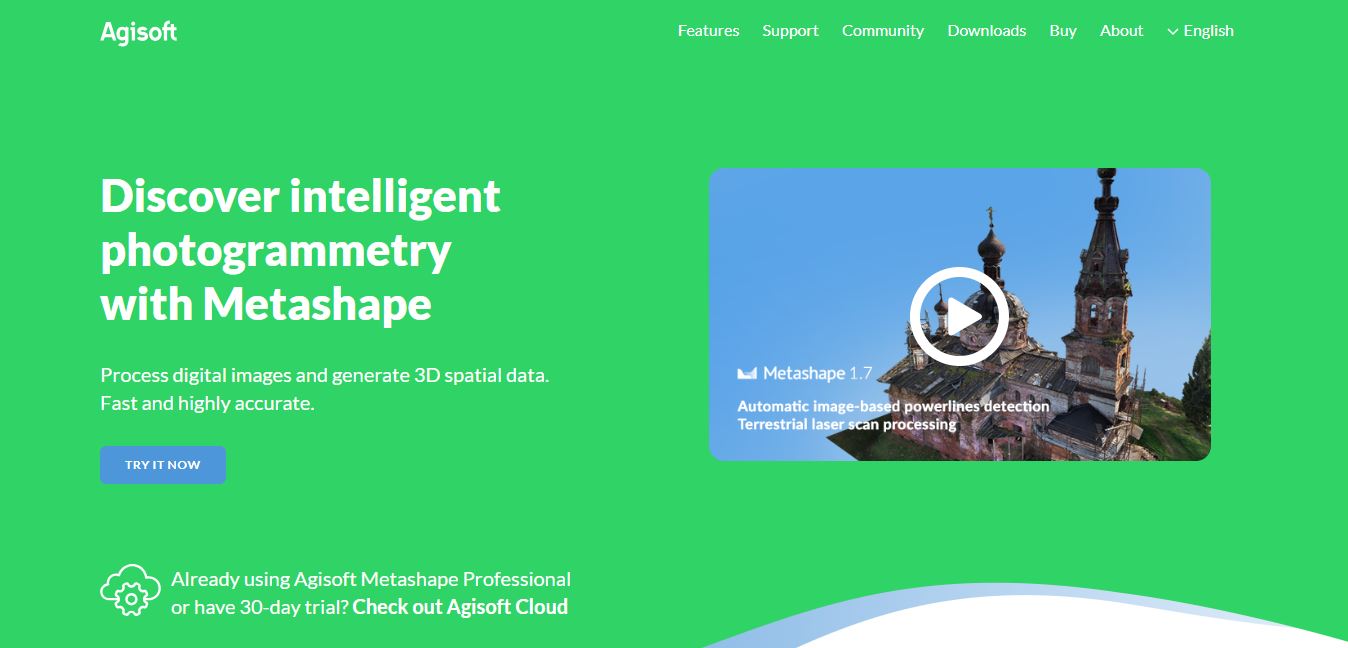 Agisoft
Features Support Community Downloads Buy About English
Discover intelligent
photogrammetry
with Metashape
Process digital images and generate 3D spatial data.
Fast and highly accurate.
TRY IT NOW
Metashape 1.7
Automatic image-based powerlines detection
Terrestrial laser scan processing
Already using Agisoft Metashape Professional
or have 30-day trial? Check out Agisoft Cloud